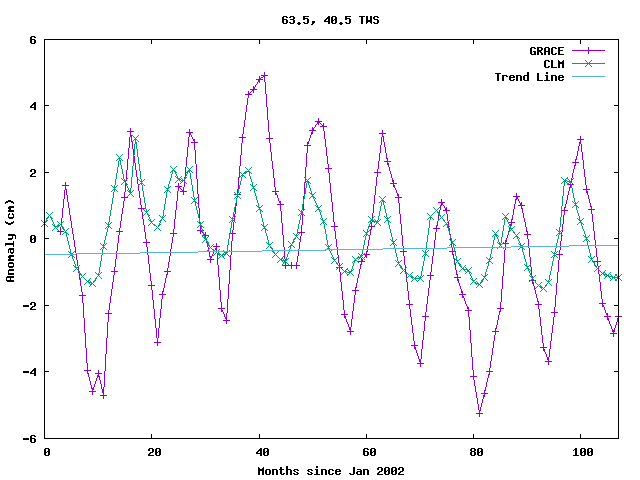 63.5, 40.5 TWS
GRACE
CLM
Trend Line
6
4
2
0
-2
-4
-6
Anomaly (cm)
0 20 40 60 80 100
Months since Jan 2002